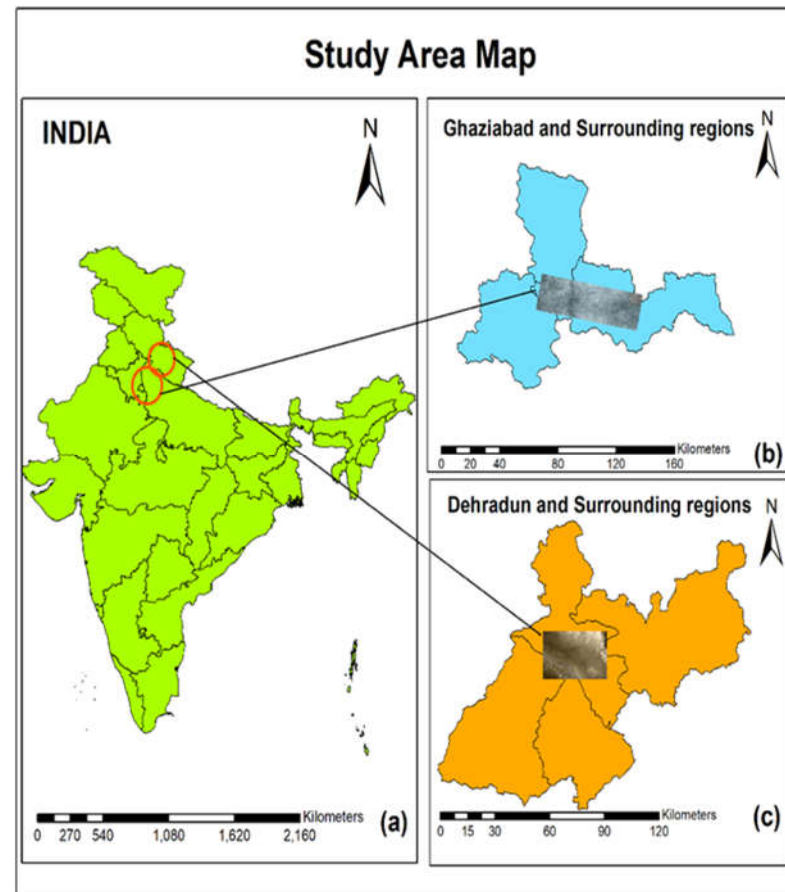 Study Area Map
INDIA
N
Kilometers
0 270 540 1,080 1,620 2,160
(a)
Ghaziabad and Surrounding regions
N
Kilometers
0 20 40 80 120 160
(b)
Dehradun and Surrounding regions
N
Kilometers
0 15 30 60 90 120
(c)